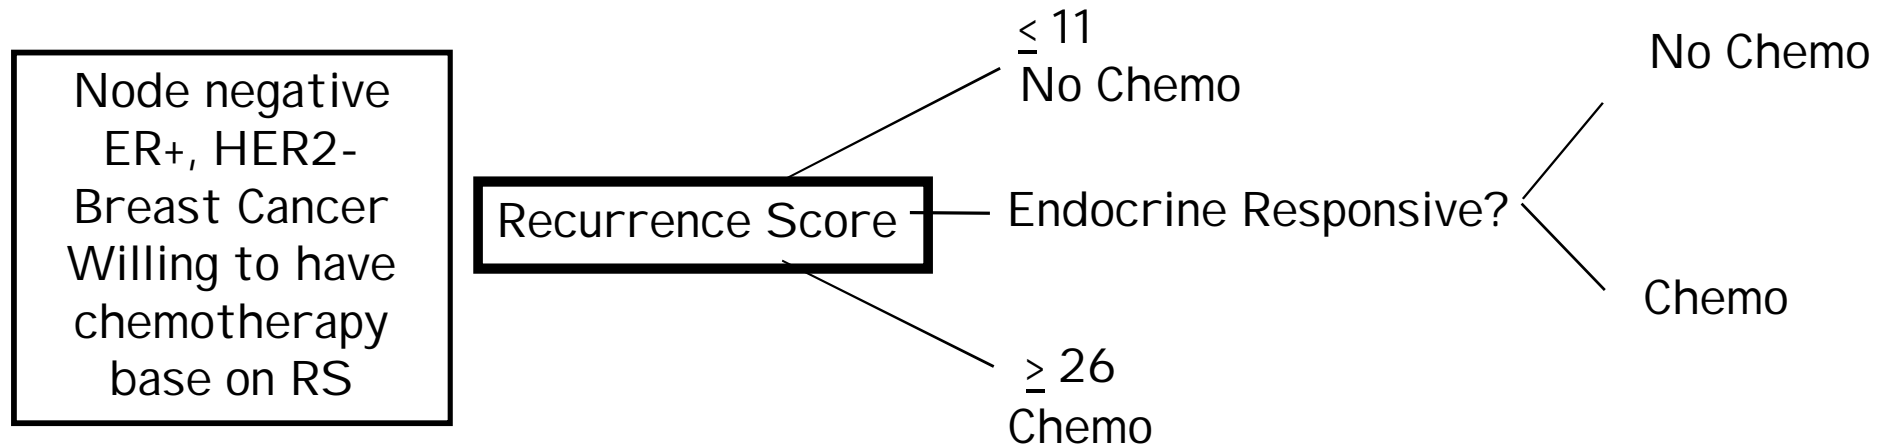 Node negative
ER+, HER2-
Breast Cancer
Willing to have
chemotherapy
base on RS
Recurrence Score
≤ 11
No Chemo
Endocrine Responsive?
≥ 26
Chemo
No Chemo
Chemo